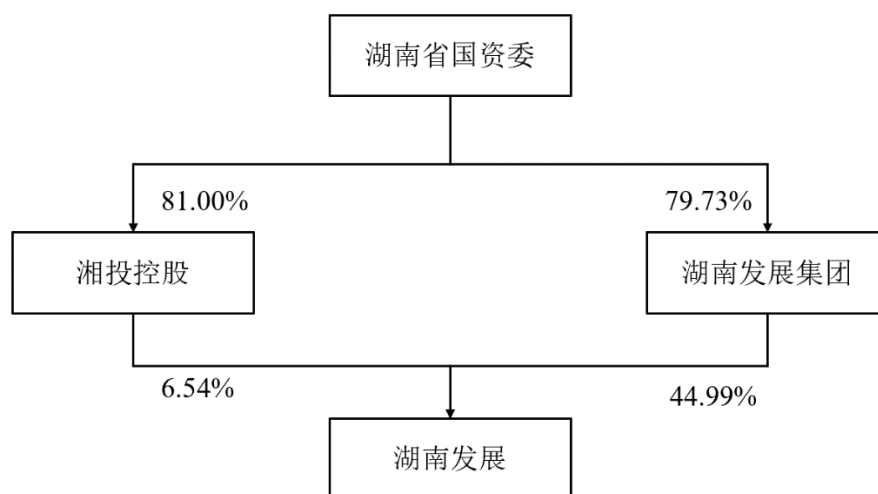 湖南省国资委
81.00%
79.73%
湘投控股
湖南发展集团
6.54%
44.99%
湖南发展